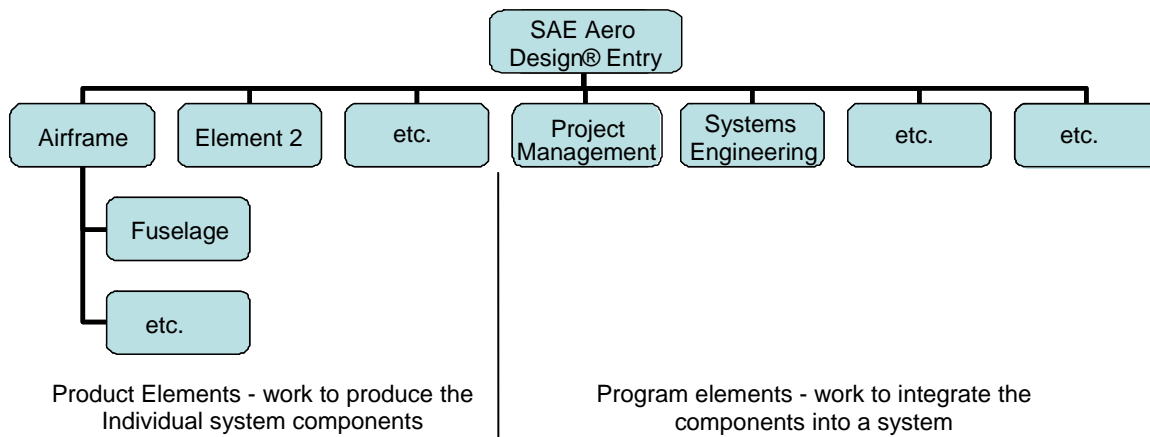 SAE Aero
Design® Entry
Airframe
Element 2
etc.
Project
Management
Systems
Engineering
etc.
etc.
Fuselage
etc.
Product Elements - work to produce the
Individual system components
Program elements - work to integrate the
components into a system